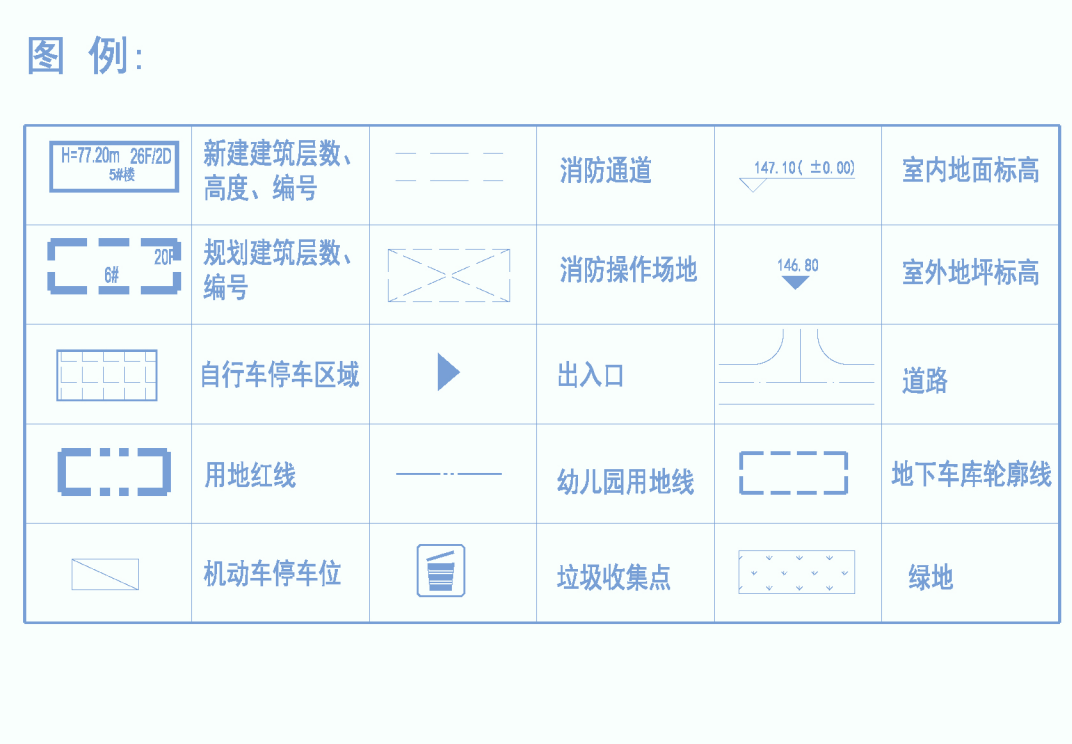 图 例:
H=77.20m 26F/2D
5#楼
新建建筑层数、
高度、编号
消防通道
147.10( ±0.00)
室内地面标高
20F
6#
规划建筑层数、
编号
消防操作场地
146.80
室外地坪标高
自行车停车区域
出入口
道路
用地红线
幼儿园用地线
地下车库轮廓线
机动车停车位
垃圾收集点
绿地